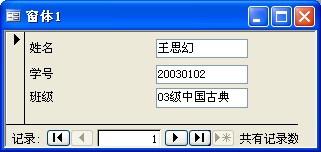 窗体1
姓名 王思幻
学号 20030102
班级 03级中国古典
记录: 1 共有记录数